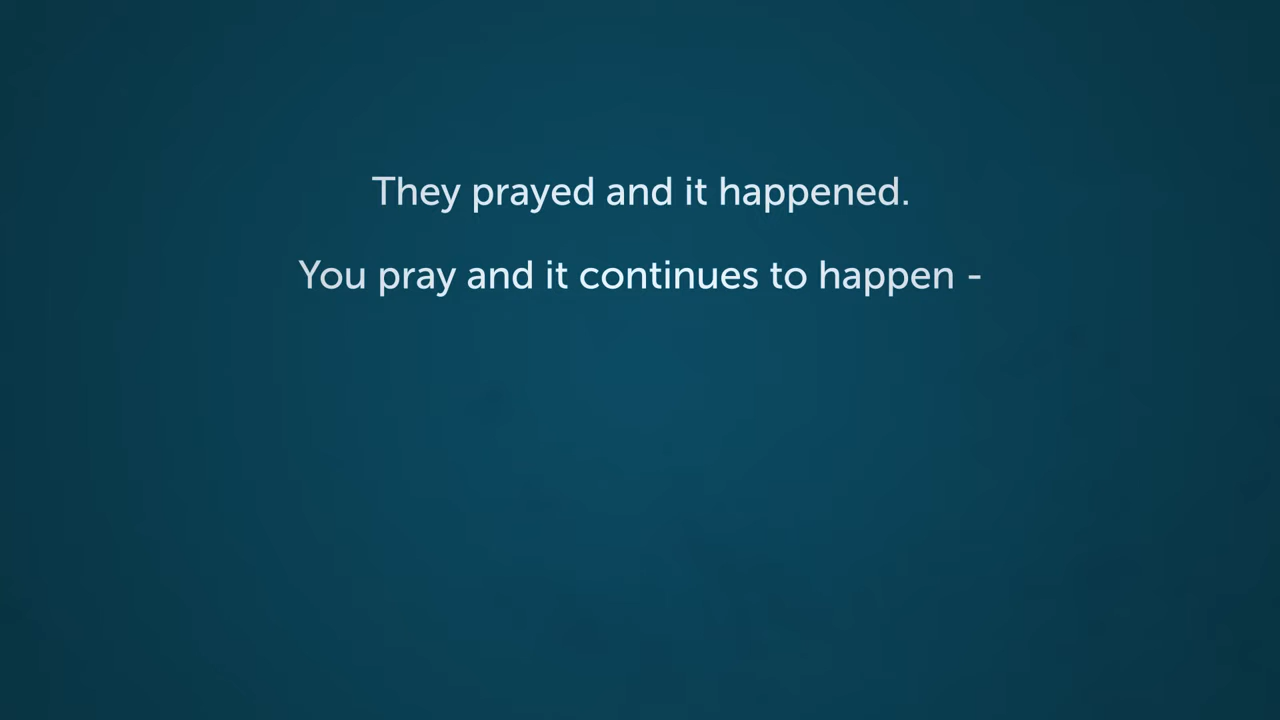 They prayed and it happened.
You pray and it continues to happen -